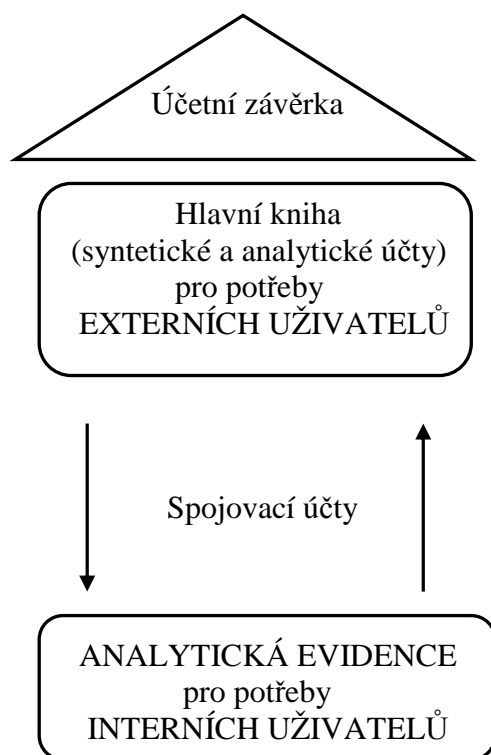 Účetní závěrka
Hlavní kniha
(syntetické a analytické účty)
pro potřeby
EXTERNÍCH UŽIVATELŮ
Spojovací účty
ANALYTICKÁ EVIDENCE
pro potřeby
INTERNÍCH UŽIVATELŮ